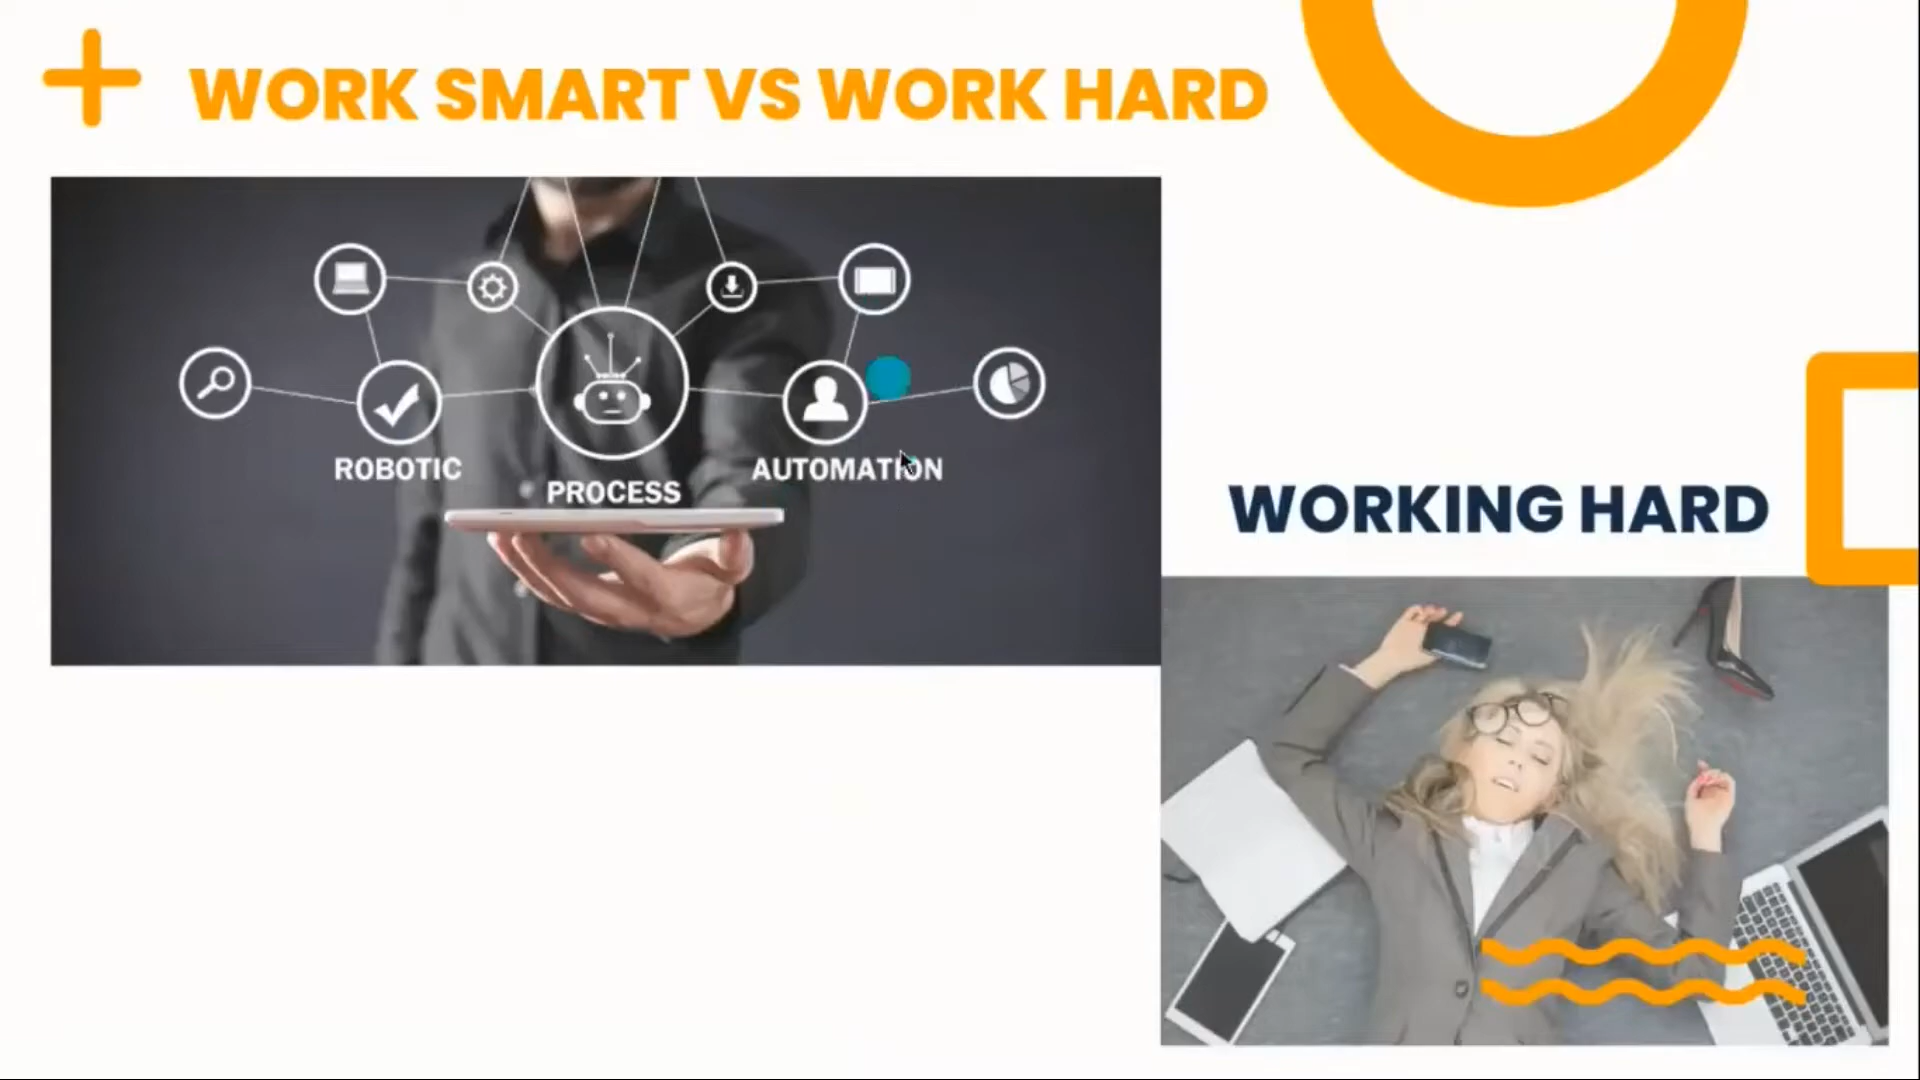 WORK SMART VS WORK HARD
ROBOTIC
PROCESS
AUTOMATION
WORKING HARD